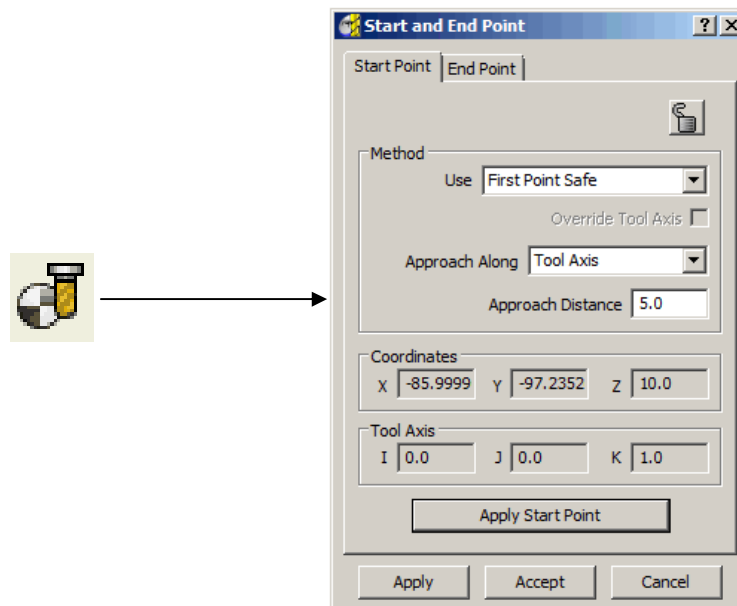 Start and End Point
Start Point End Point
Method
Use First Point Safe
Override Tool Axis
Approach Along Tool Axis
Approach Distance 5.0
Coordinates
X -85.9999 Y -97.2352 Z 10.0
Tool Axis
I 0.0 J 0.0 K 1.0
Apply Start Point
Apply Accept Cancel